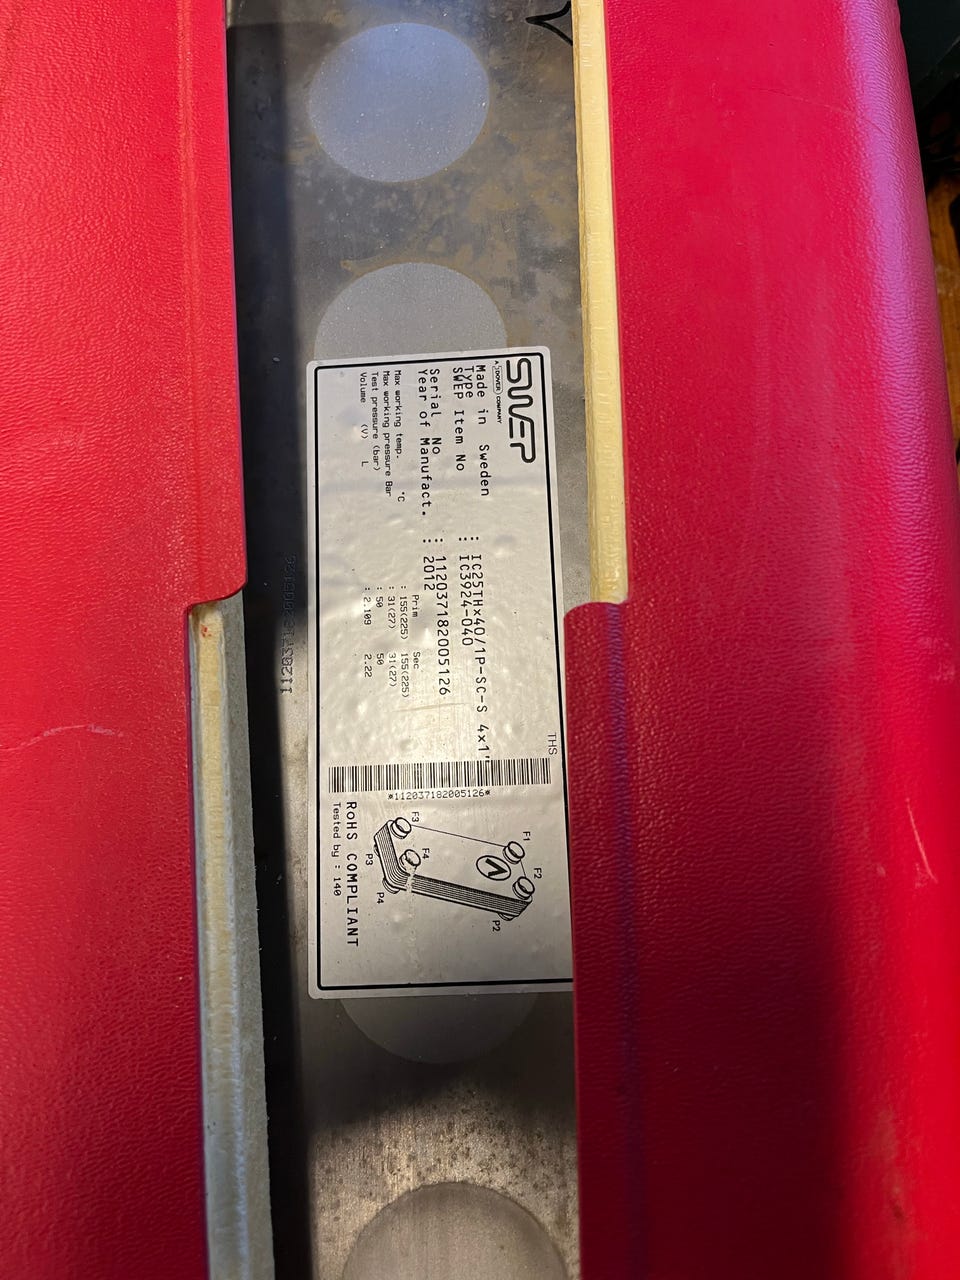 SWEP
A DOVER COMPANY
THS
Made in Sweden
Type : IC25THx40/1P-SC-S 4x1"
SWEP Item No : IC3924-040
Serial No : 112037182005126
Year of Manufact. : 2012
Prim Sec
Max working temp. °C : 155(225) 155(225)
Max working pressure Bar : 31(27) 31(27)
Test pressure (bar) : 50 50
Volume (V) L : 2.109 2.22
*112037182005126*
F1
F2
F3
F4
P2
P3
P4
RoHS COMPLIANT
Tested by : 140